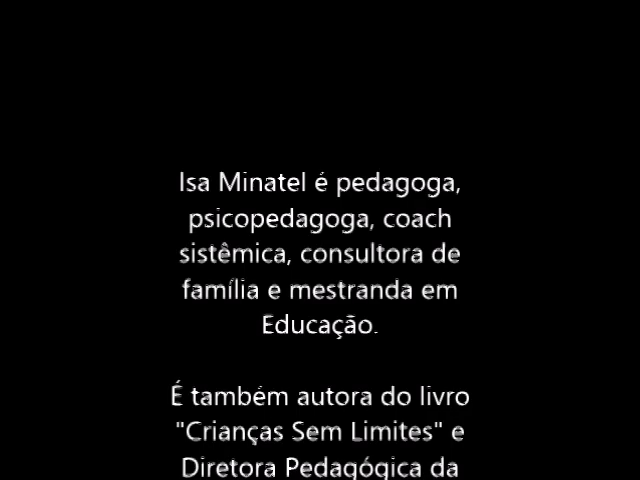 Isa Minatel é pedagoga,
psicopedagoga, coach
sistêmica, consultora de
família e mestranda em
Educação.
É também autora do livro
"Crianças Sem Limites" e
Diretora Pedagógica da